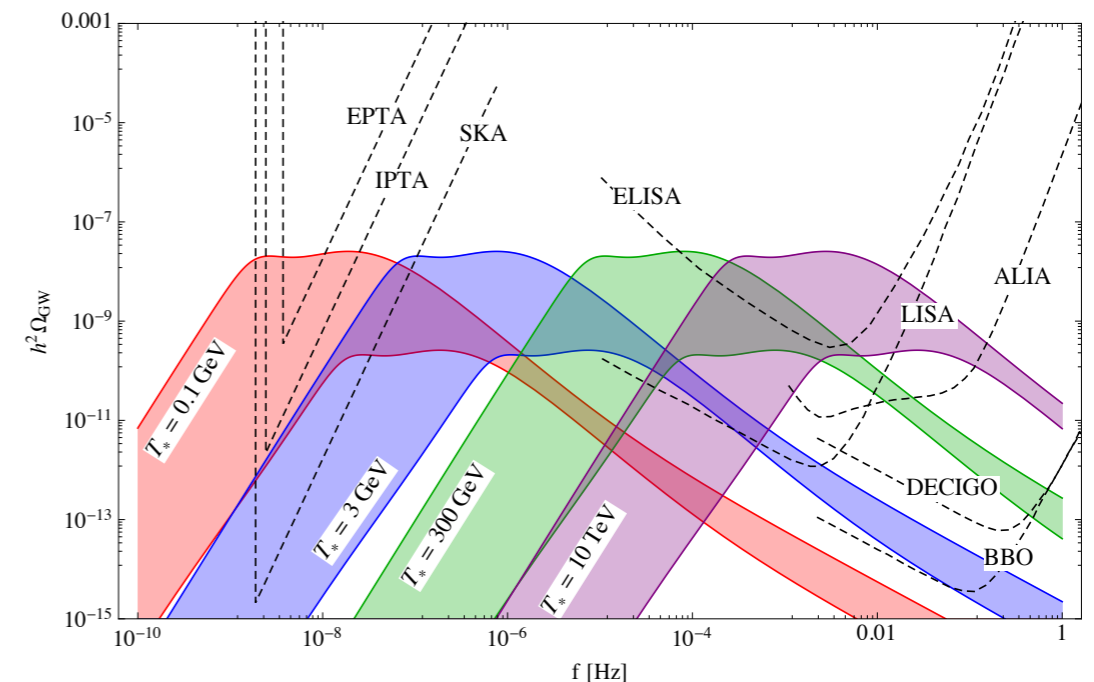 0.001
10^{-5}
10^{-7}
10^{-9}
10^{-11}
10^{-13}
10^{-15}
h^2 Ω_GW
EPTA
SKA
IPTA
ELISA
ALIA
LISA
T_* = 0.1 GeV
T_* = 3 GeV
T_* = 300 GeV
T_* = 10 TeV
DECIGO
BBO
10^{-10}
10^{-8}
10^{-6}
10^{-4}
0.01
1
f [Hz]